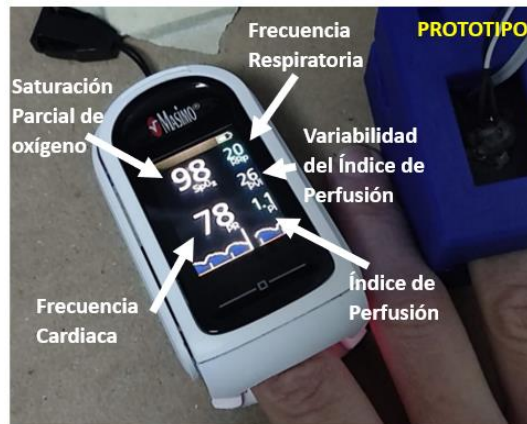 Frecuencia
Respiratoria
PROTOTIPO
Saturación
Parcial de
oxígeno
Masimo®
98
SpO₂
20
RRp
Variabilidad
del Índice de
Perfusión
26
PVi
78
PR
1.1
Pi
Índice de
Perfusión
Frecuencia
Cardiaca